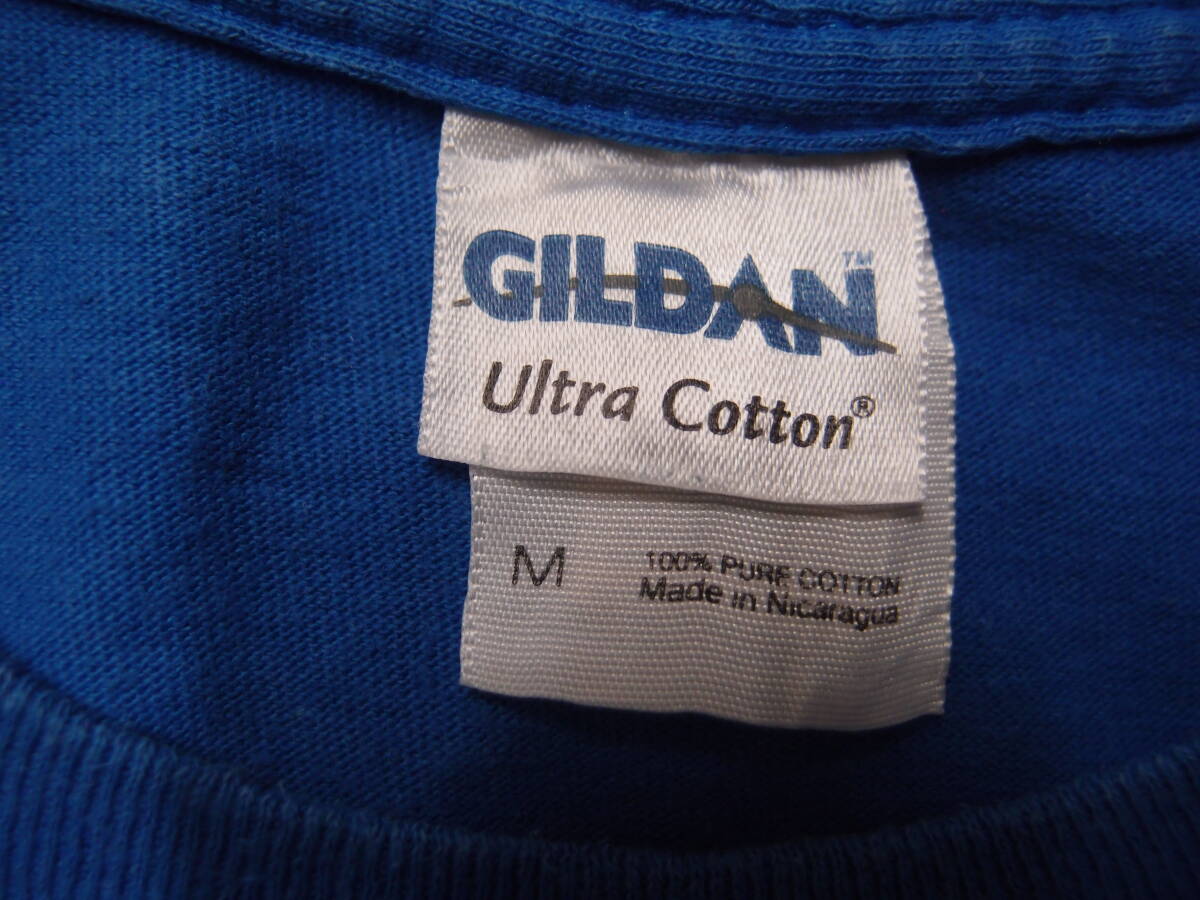 GILDAN™
Ultra Cotton®
M
100% PURE COTTON
Made in Nicaragua